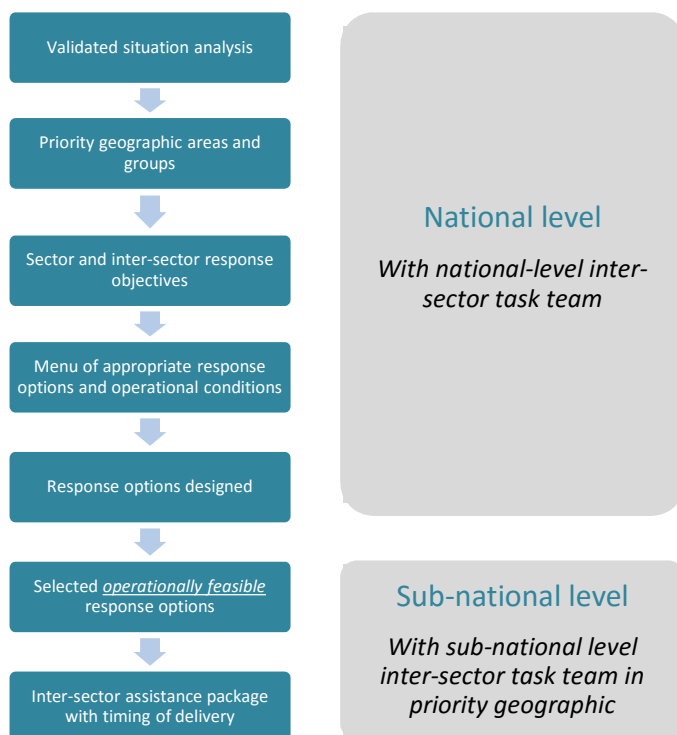 Validated situation analysis
Priority geographic areas and
groups
Sector and inter-sector response
objectives
Menu of appropriate response
options and operational conditions
Response options designed
Selected operationally feasible
response options
Inter-sector assistance package
with timing of delivery
National level
With national-level inter-
sector task team
Sub-national level
With sub-national level
inter-sector task team in
priority geographic